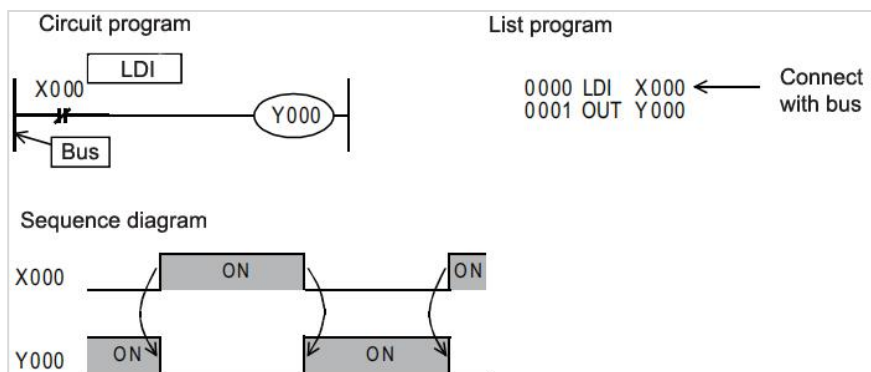 Circuit program
List program
LDI
X000
Y000
Bus
0000 LDI X000
0001 OUT Y000
Connect
with bus
Sequence diagram
X000
ON
ON
Y000
ON
ON